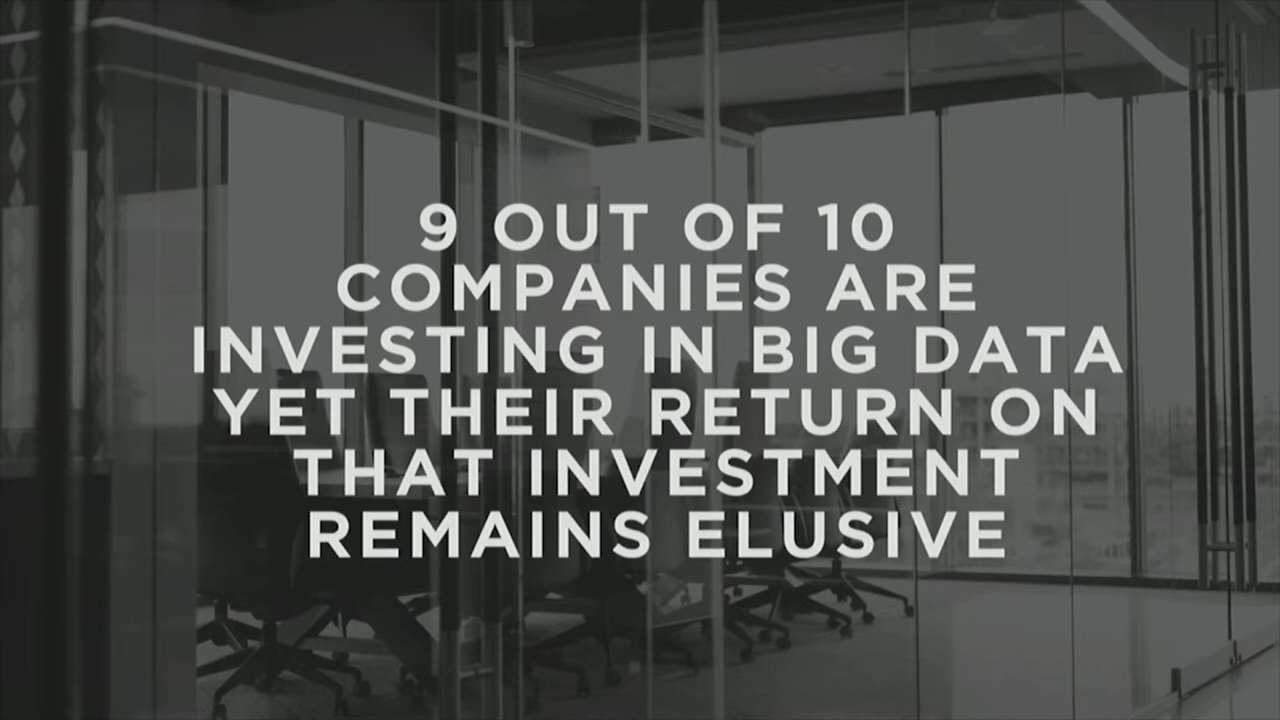 9 OUT OF 10
COMPANIES ARE
INVESTING IN BIG DATA
YET THEIR RETURN ON
THAT INVESTMENT
REMAINS ELUSIVE